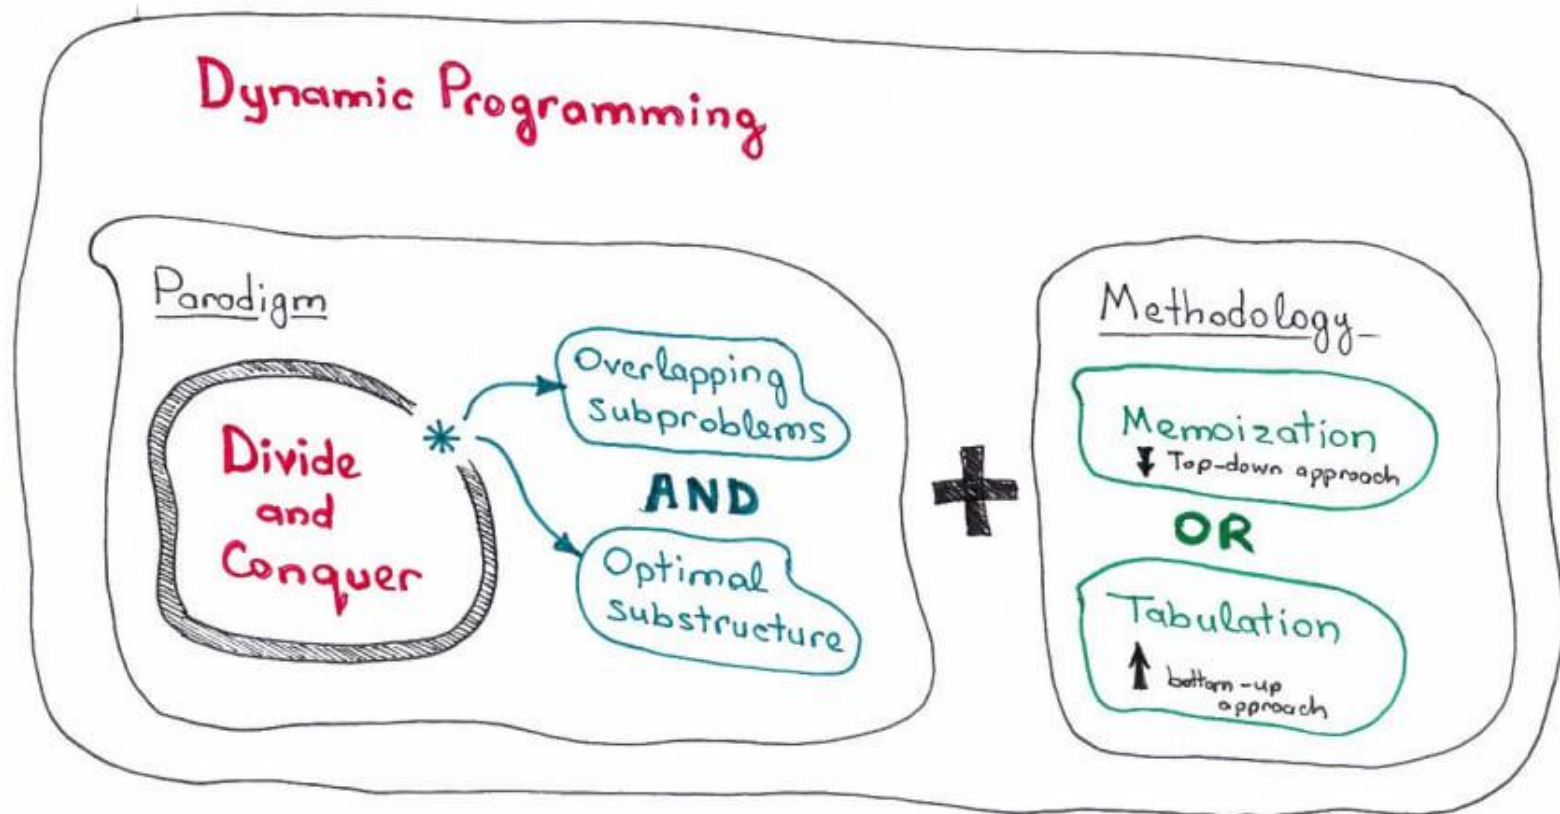 Dynamic Programming
Paradigm
Divide
and
Conquer
*
Overlapping
subproblems
AND
Optimal
substructure
+
Methodology
Memoization
Top-down approach
OR
Tabulation
bottom-up
approach